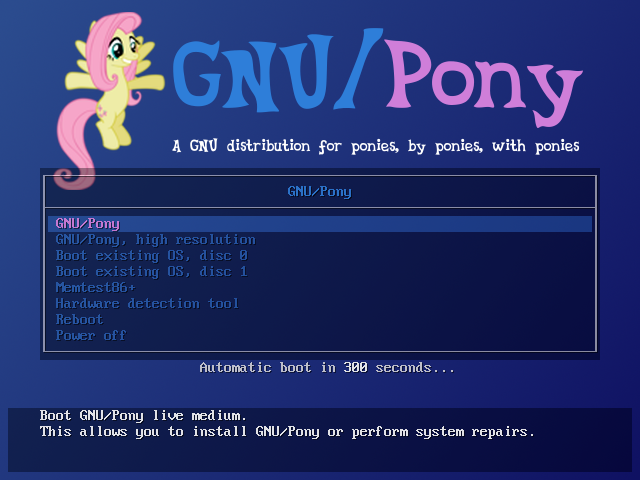 GNU/Pony
A GNU distribution for ponies, by ponies, with ponies
GNU/Pony
GNU/Pony
GNU/Pony, high resolution
Boot existing OS, disc 0
Boot existing OS, disc 1
Memtest86+
Hardware detection tool
Reboot
Power off
Automatic boot in 300 seconds...
Boot GNU/Pony live medium.
This allows you to install GNU/Pony or perform system repairs.